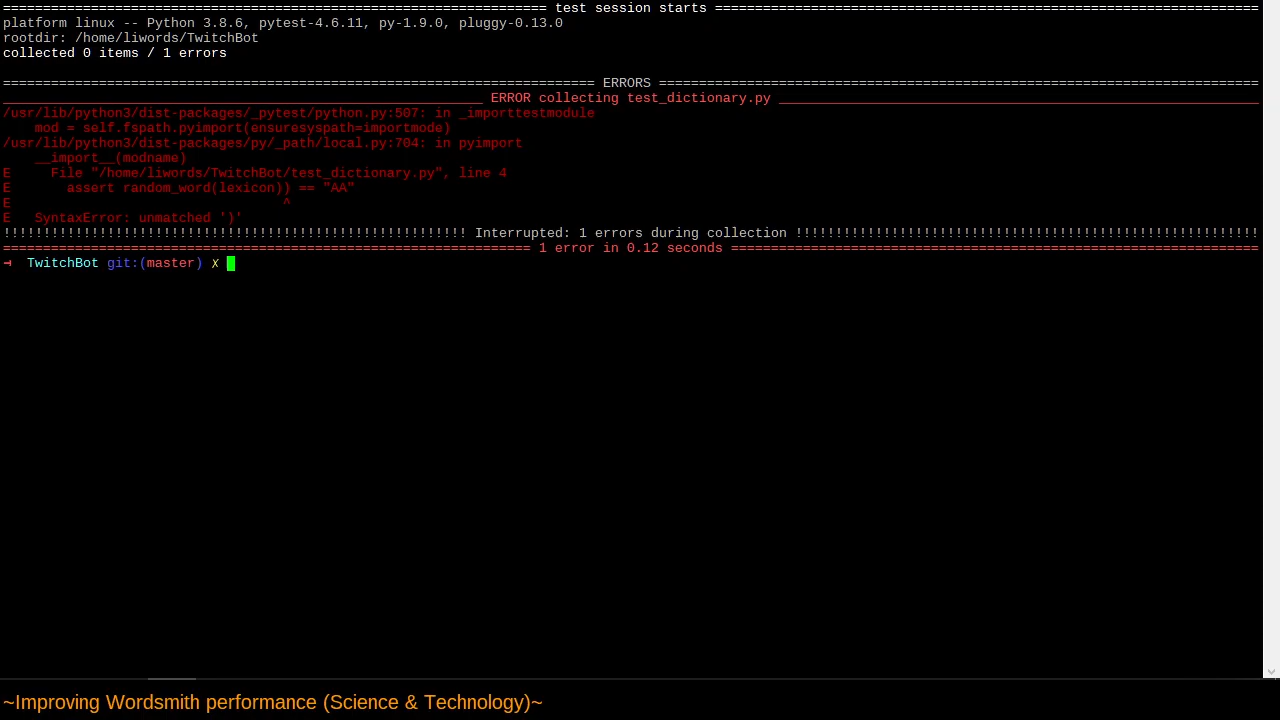 ==================================================================== test session starts ====================================================================
platform linux -- Python 3.8.6, pytest-4.6.11, py-1.9.0, pluggy-0.13.0
rootdir: /home/liwords/TwitchBot
collected 0 items / 1 errors
========================================================================== ERRORS ===========================================================================
____________________________________________________________ ERROR collecting test_dictionary.py ____________________________________________________________
/usr/lib/python3/dist-packages/_pytest/python.py:507: in _importtestmodule
    mod = self.fspath.pyimport(ensuresyspath=importmode)
/usr/lib/python3/dist-packages/py/_path/local.py:704: in pyimport
    __import__(modname)
E     File "/home/liwords/TwitchBot/test_dictionary.py", line 4
E       assert random_word(lexicon)) == "AA"
E                                  ^
E   SyntaxError: unmatched ')'
!!!!!!!!!!!!!!!!!!!!!!!!!!!!!!!!!!!!!!!!!!!!!!!!!!!!!!!!!! Interrupted: 1 errors during collection !!!!!!!!!!!!!!!!!!!!!!!!!!!!!!!!!!!!!!!!!!!!!!!!!!!!!!!!!!
================================================================== 1 error in 0.12 seconds ==================================================================
TwitchBot git:(master) ✗
~Improving Wordsmith performance (Science & Technology)~